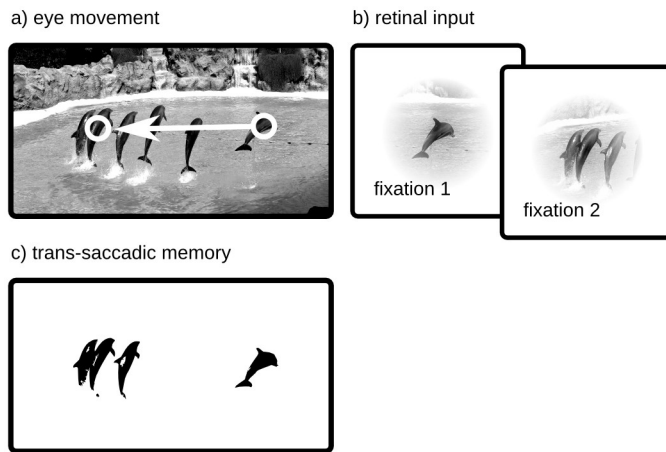 a) eye movement
b) retinal input
fixation 1
fixation 2
c) trans-saccadic memory